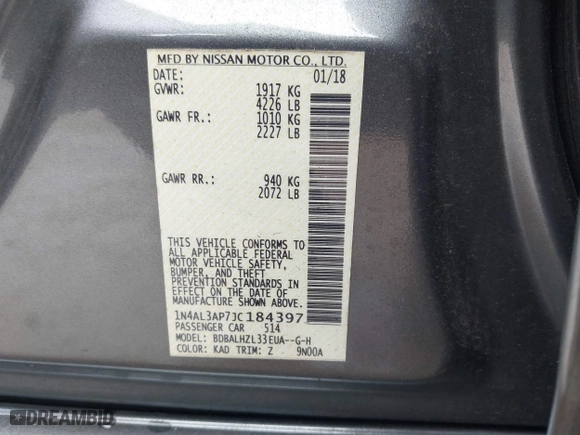 MFD BY NISSAN MOTOR CO., LTD.
DATE: 01/18
GVWR: 1917 KG
4226 LB
GAWR FR.: 1010 KG
2227 LB
GAWR RR.: 940 KG
2072 LB
THIS VEHICLE CONFORMS TO
ALL APPLICABLE FEDERAL
MOTOR VEHICLE SAFETY,
BUMPER, AND THEFT
PREVENTION STANDARDS IN
EFFECT ON THE DATE OF
MANUFACTURE SHOWN ABOVE.
1N4AL3AP7JC184397
PASSENGER CAR 514
MODEL: BDBALHZL33EUA--G-H
COLOR: KAD TRIM: Z 9N00A
DREAMBID